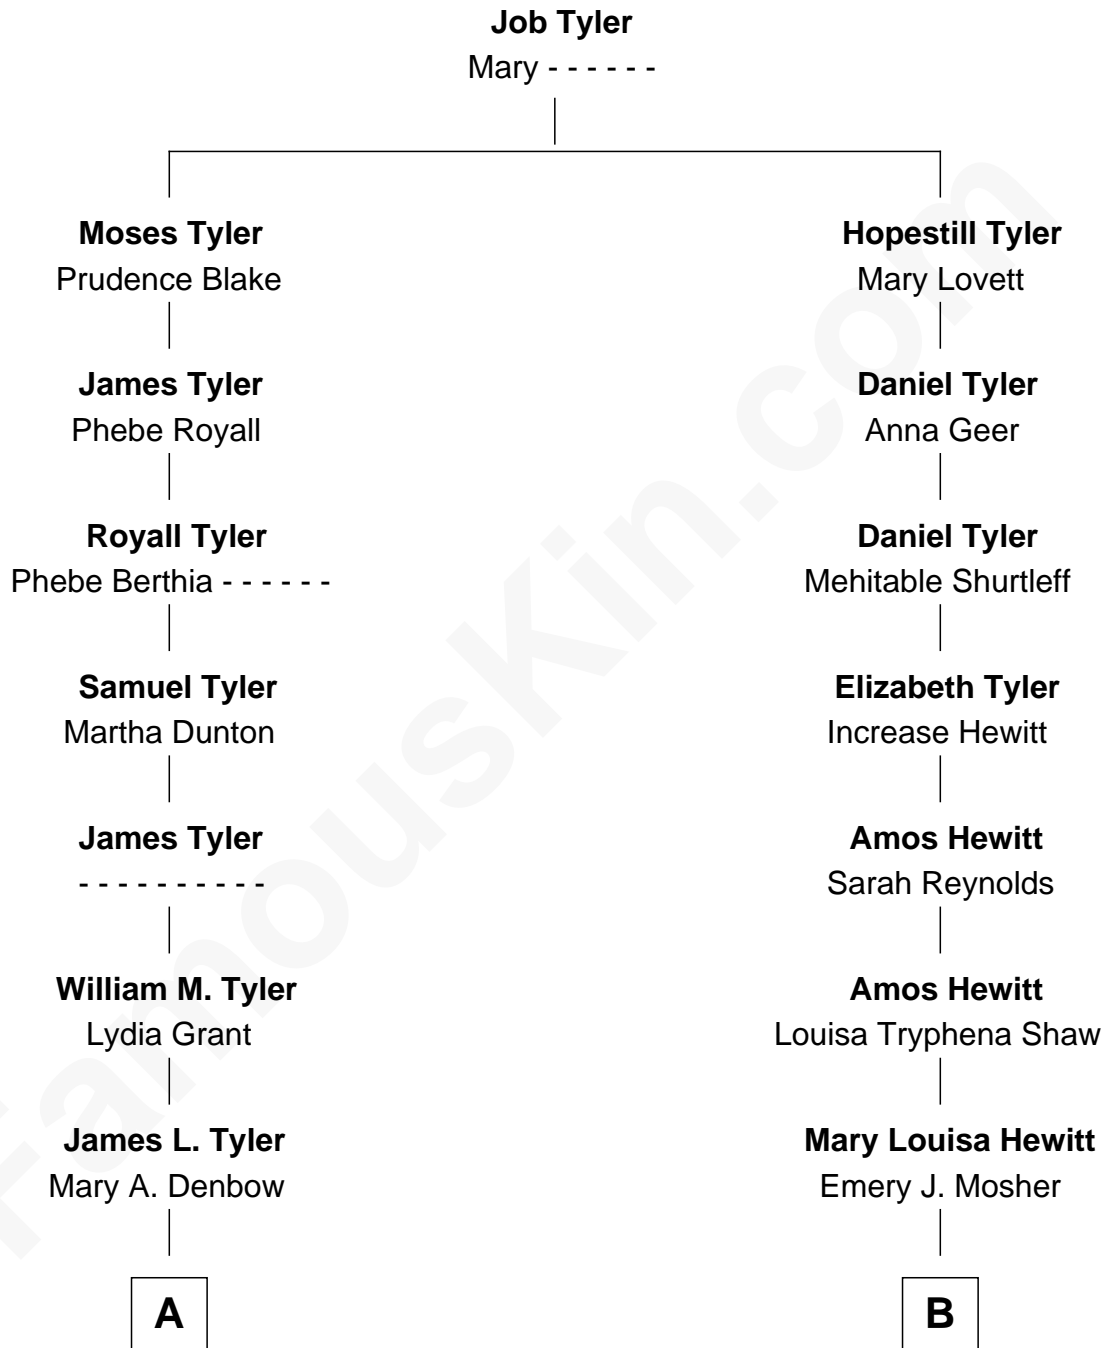 Job Tyler
Mary - - - - - -
Moses Tyler
Prudence Blake
Hopestill Tyler
Mary Lovett
James Tyler
Phebe Royall
Daniel Tyler
Anna Geer
Royall Tyler
Phebe Berthia - - - - - -
Daniel Tyler
Mehitable Shurtleff
Samuel Tyler
Martha Dunton
Elizabeth Tyler
Increase Hewitt
James Tyler
- - - - - - - - - -
Amos Hewitt
Sarah Reynolds
William M. Tyler
Lydia Grant
Amos Hewitt
Louisa Tryphena Shaw
James L. Tyler
Mary A. Denbow
Mary Louisa Hewitt
Emery J. Mosher
A
B
FamousKin.com